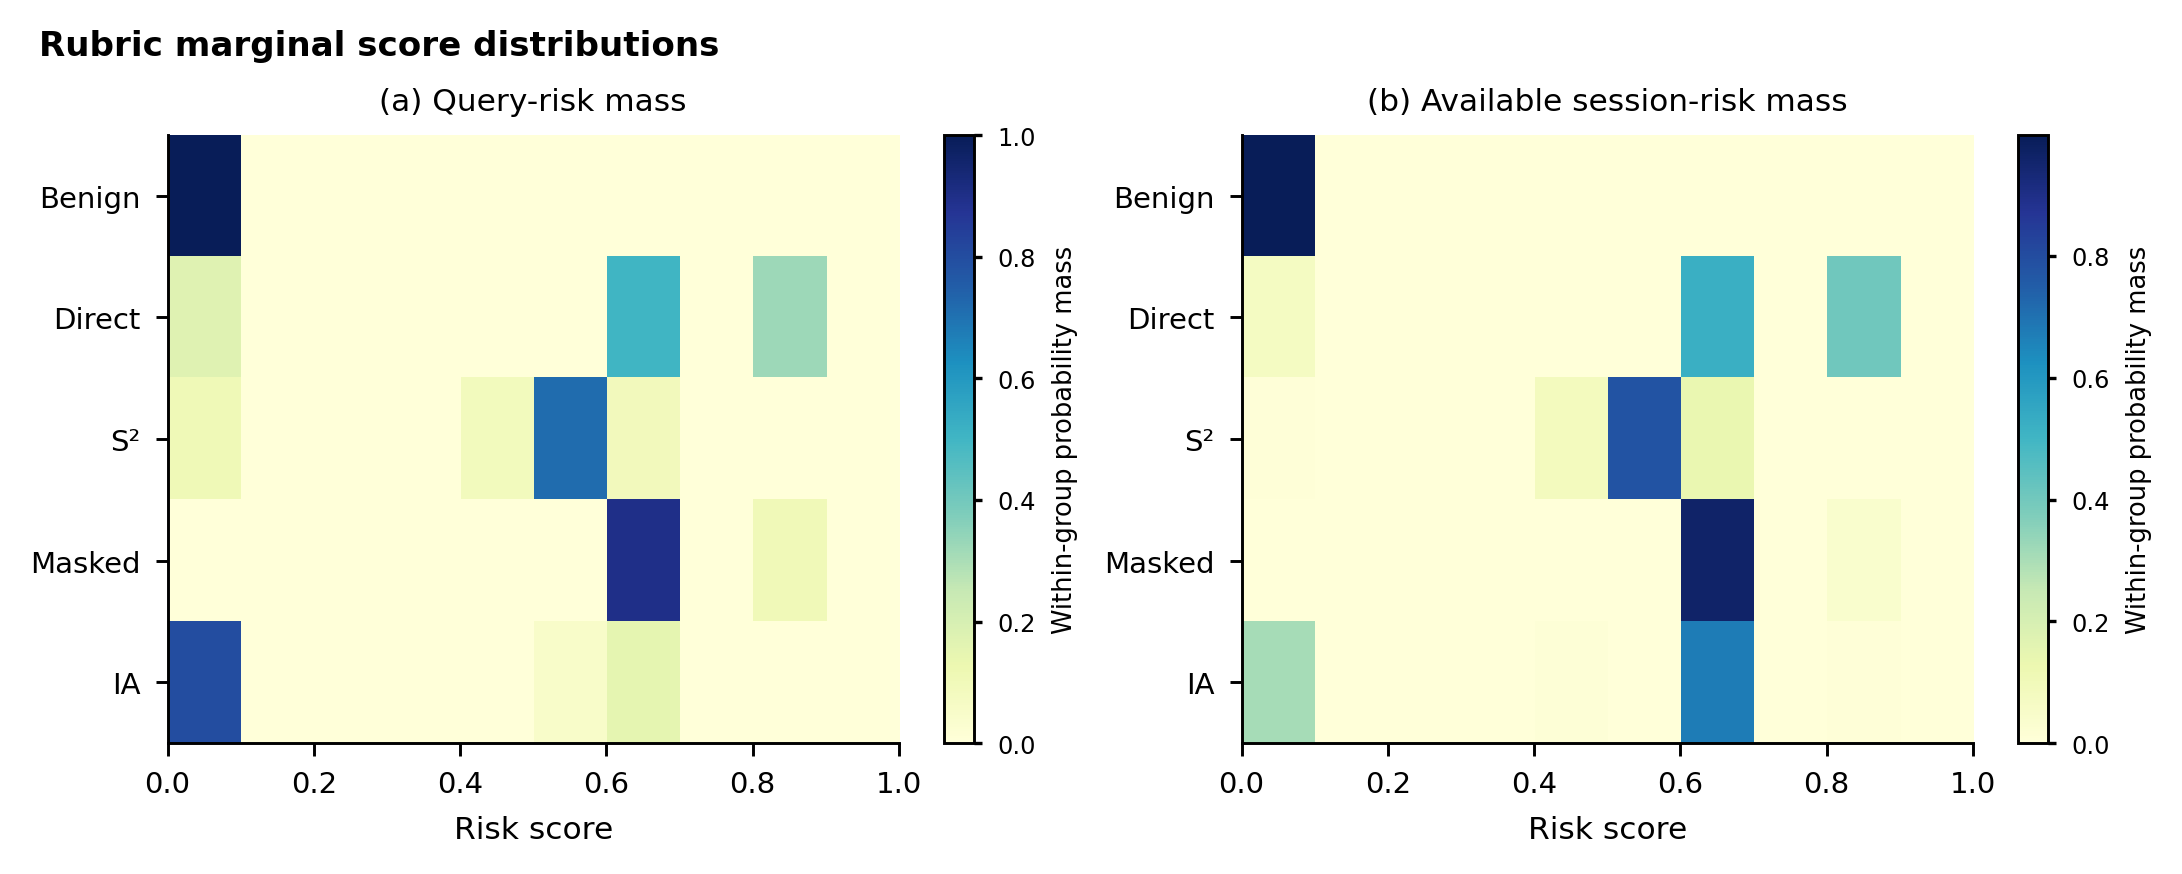 Rubric marginal score distributions
(a) Query-risk mass
Benign
Direct
S²
Masked
IA
0.0 0.2 0.4 0.6 0.8 1.0
Risk score
1.0
0.8
0.6
0.4
0.2
0.0
Within-group probability mass
(b) Available session-risk mass
Benign
Direct
S²
Masked
IA
0.0 0.2 0.4 0.6 0.8 1.0
Risk score
0.8
0.6
0.4
0.2
0.0
Within-group probability mass